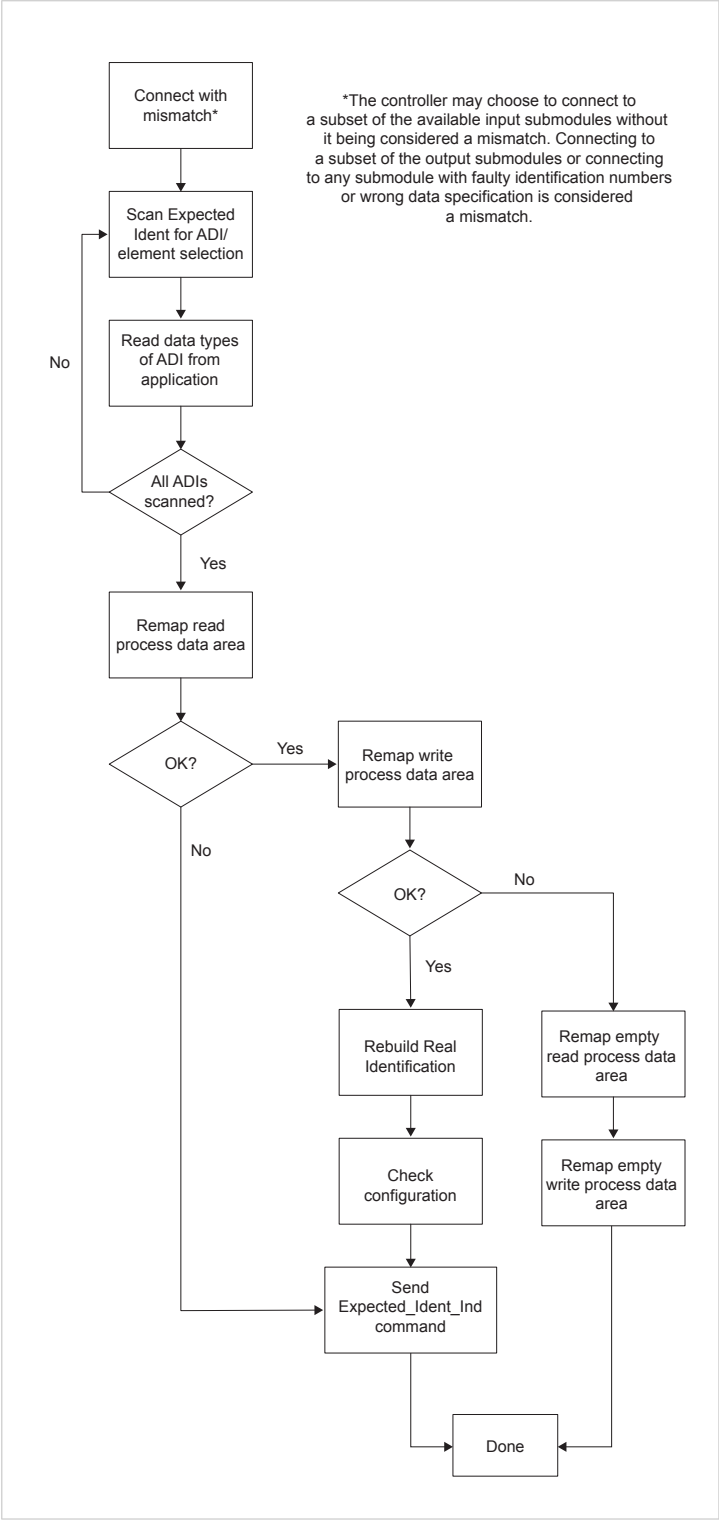 Connect with
mismatch*
*The controller may choose to connect to
a subset of the available input submodules without
it being considered a mismatch. Connecting to
a subset of the output submodules or connecting
to any submodule with faulty identification numbers
or wrong data specification is considered
a mismatch.
Scan Expected
Ident for ADI/
element selection
Read data types
of ADI from
application
No
All ADIs
scanned?
Yes
Remap read
process data area
OK?
Yes
Remap write
process data area
No
OK?
No
Yes
Rebuild Real
Identification
Remap empty
read process data
area
Check
configuration
Remap empty
write process data
area
Send
Expected_Ident_Ind
command
Done